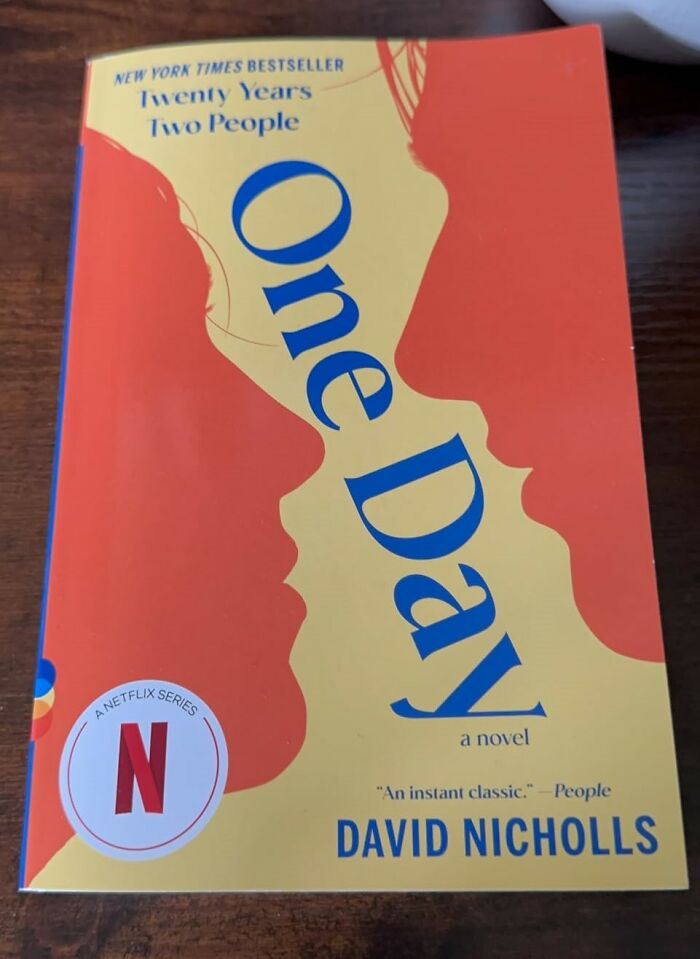 NEW YORK TIMES BESTSELLER
Twenty Years
Two People
One Day
a novel
"An instant classic." —People
DAVID NICHOLLS
A NETFLIX SERIES
N